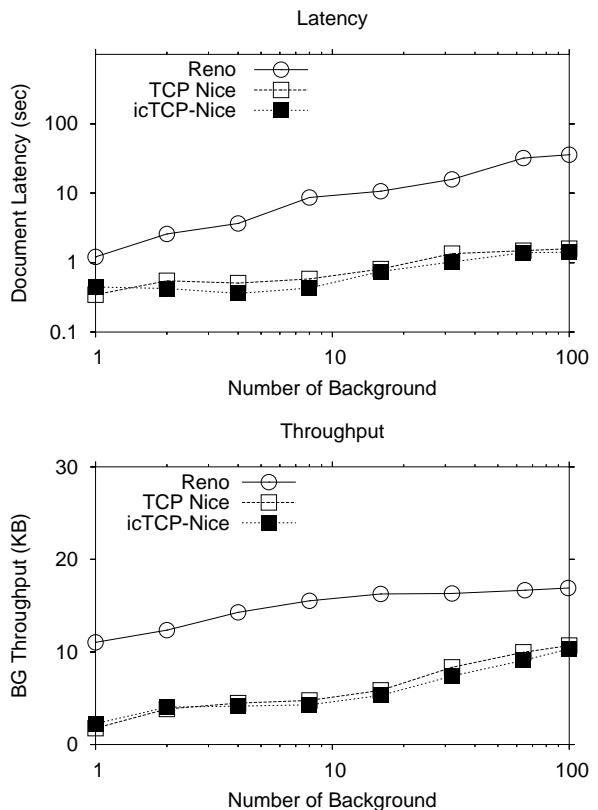 Latency
Document Latency (sec)
100
10
1
0.1
Reno
TCP Nice
icTCP-Nice
1
10
100
Number of Background
Throughput
BG Throughput (KB)
30
20
10
0
Reno
TCP Nice
icTCP-Nice
1
10
100
Number of Background